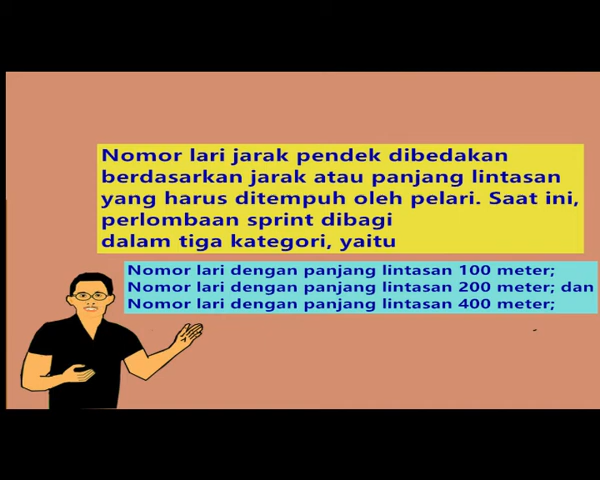 Nomor lari jarak pendek dibedakan
berdasarkan jarak atau panjang lintasan
yang harus ditempuh oleh pelari. Saat ini,
perlombaan sprint dibagi
dalam tiga kategori, yaitu
Nomor lari dengan panjang lintasan 100 meter;
Nomor lari dengan panjang lintasan 200 meter; dan
Nomor lari dengan panjang lintasan 400 meter;